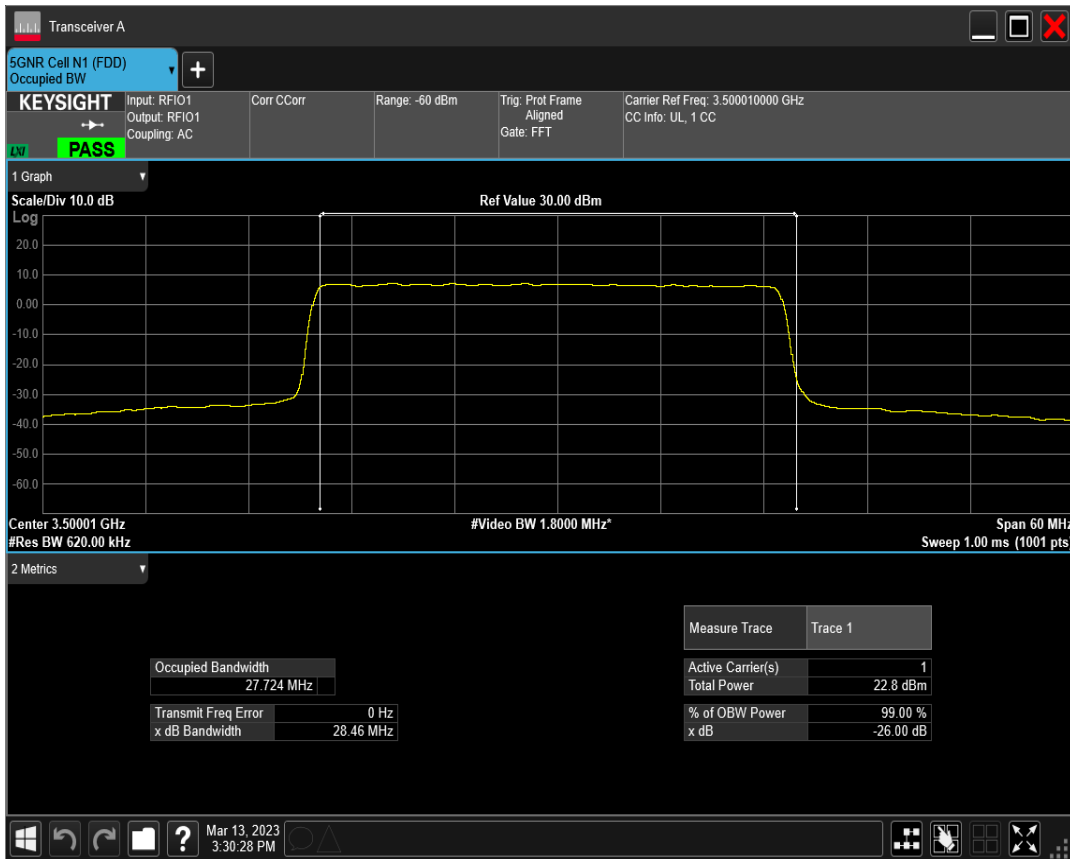 Transceiver A
5GNR Cell N1 (FDD)
Occupied BW
+
KEYSIGHT
Input: RFIO1
Output: RFIO1
Coupling: AC
Corr CCorr
Range: -60 dBm
Trig: Prot Frame
Aligned
Gate: FFT
Carrier Ref Freq: 3.500010000 GHz
CC Info: UL, 1 CC
LXI
PASS
1 Graph
Scale/Div 10.0 dB
Ref Value 30.00 dBm
Log
20.0
10.0
0.00
-10.0
-20.0
-30.0
-40.0
-50.0
-60.0
Center 3.50001 GHz
#Video BW 1.8000 MHz*
Span 60 MHz
#Res BW 620.00 kHz
Sweep 1.00 ms (1001 pts)
2 Metrics
Measure Trace Trace 1
Occupied Bandwidth
27.724 MHz
Active Carrier(s) 1
Total Power 22.8 dBm
Transmit Freq Error 0 Hz
x dB Bandwidth 28.46 MHz
% of OBW Power 99.00 %
x dB -26.00 dB
?
Mar 13, 2023
3:30:28 PM